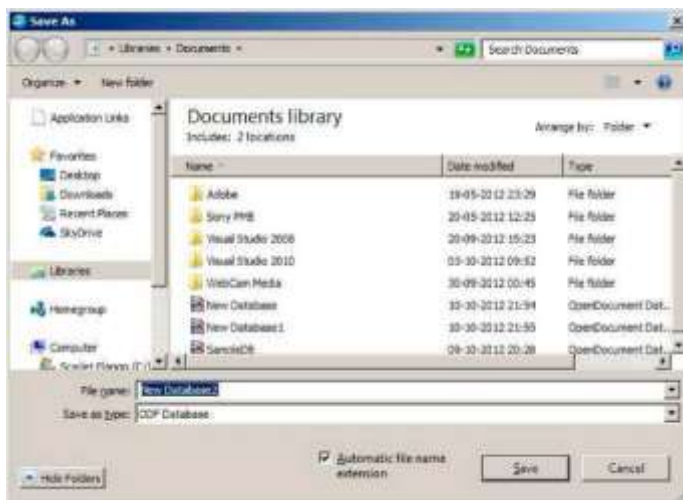 Save As
Libraries Documents
Search Documents
Organize
New folder
Application Links
Favorites
Desktop
Downloads
Recent Places
SkyDrive
Libraries
Homegroup
Computer
Documents library
Includes: 2 locations
Arrange by: Folder
Name Date modified Type
Adobe 19-05-2012 23:29 File folder
Sony PMB 20-05-2012 12:25 File folder
Visual Studio 2008 20-09-2012 15:23 File folder
Visual Studio 2010 03-10-2012 09:52 File folder
WebCam Media 30-09-2012 00:45 File folder
New Database 10-10-2012 21:54 OpenDocument Dat...
New Database1 10-10-2012 21:55 OpenDocument Dat...
SampleDB 09-10-2012 20:28 OpenDocument Dat...
File name: New Database2
Save as type: ODF Database
Automatic file name
extension
Save
Cancel
Hide Folders